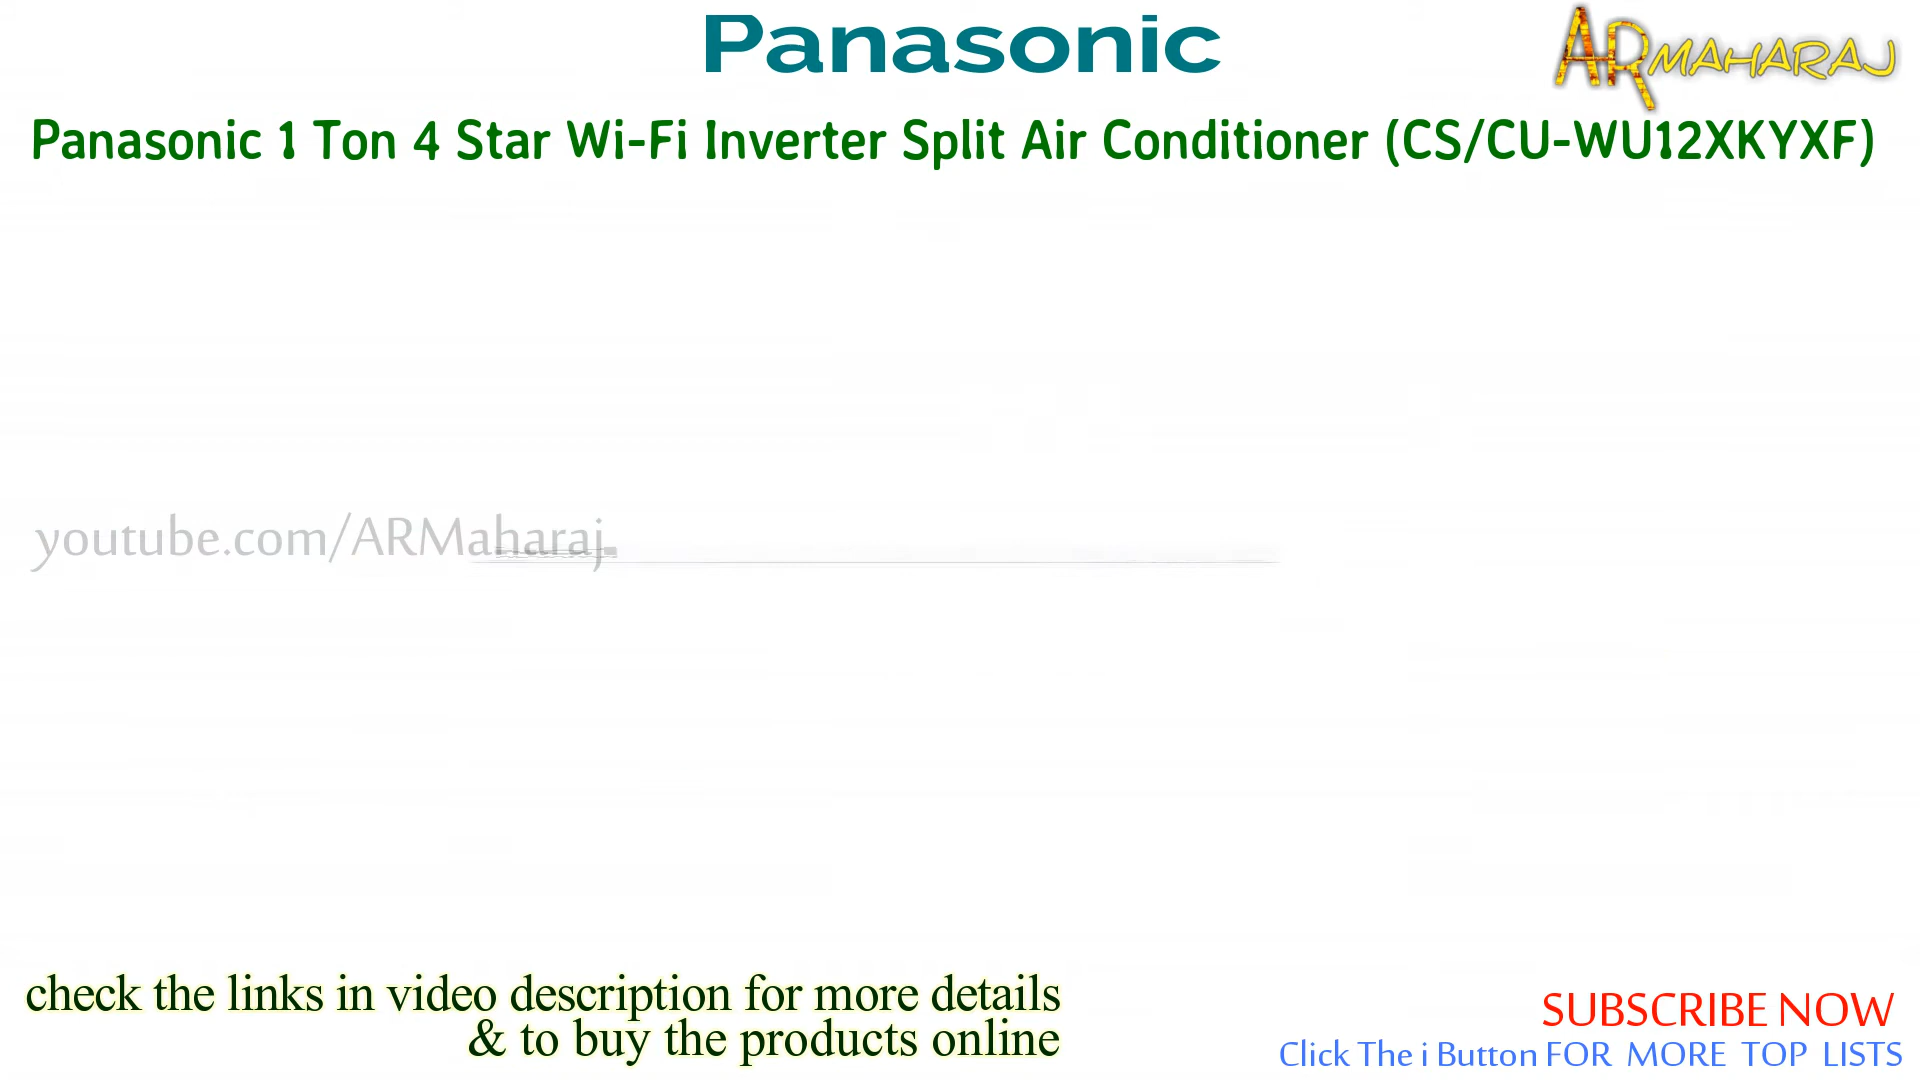 Panasonic
ARMAHARAJ
Panasonic 1 Ton 4 Star Wi-Fi Inverter Split Air Conditioner (CS/CU-WU12XKYXF)
youtube.com/ARMaharaj
check the links in video description for more details
& to buy the products online
SUBSCRIBE NOW
Click The i Button FOR MORE TOP LISTS